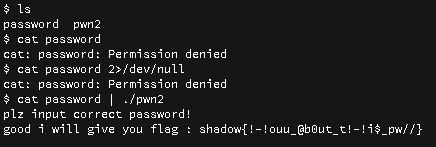 $ ls
password  pwn2
$ cat password
cat: password: Permission denied
$ cat password 2>/dev/null
cat: password: Permission denied
$ cat password | ./pwn2
plz input correct password!
good i will give you flag : shadow{!-!ouu_@b0ut_t!-!i$_pw//}